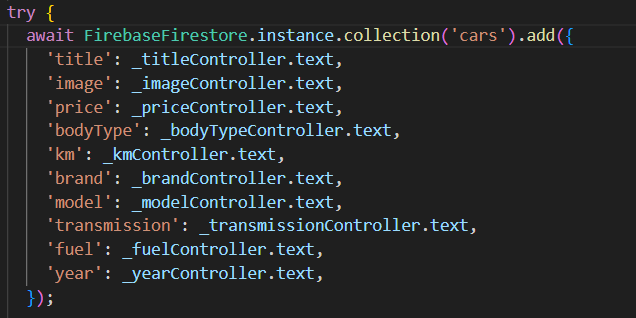 try {
await FirebaseFirestore.instance.collection('cars').add({
'title': _titleController.text,
'image': _imageController.text,
'price': _priceController.text,
'bodyType': _bodyTypeController.text,
'km': _kmController.text,
'brand': _brandController.text,
'model': _modelController.text,
'transmission': _transmissionController.text,
'fuel': _fuelController.text,
'year': _yearController.text,
});